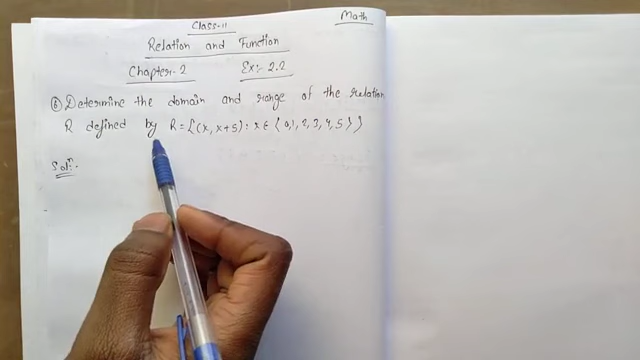 Class-11
Math
Relation and Function
Chapter-2 Ex:- 2.2
⑥ Determine the domain and range of the relation
R defined by R = {(x, x+5): x ∈ {0,1,2,3,4,5}}
Sol:-